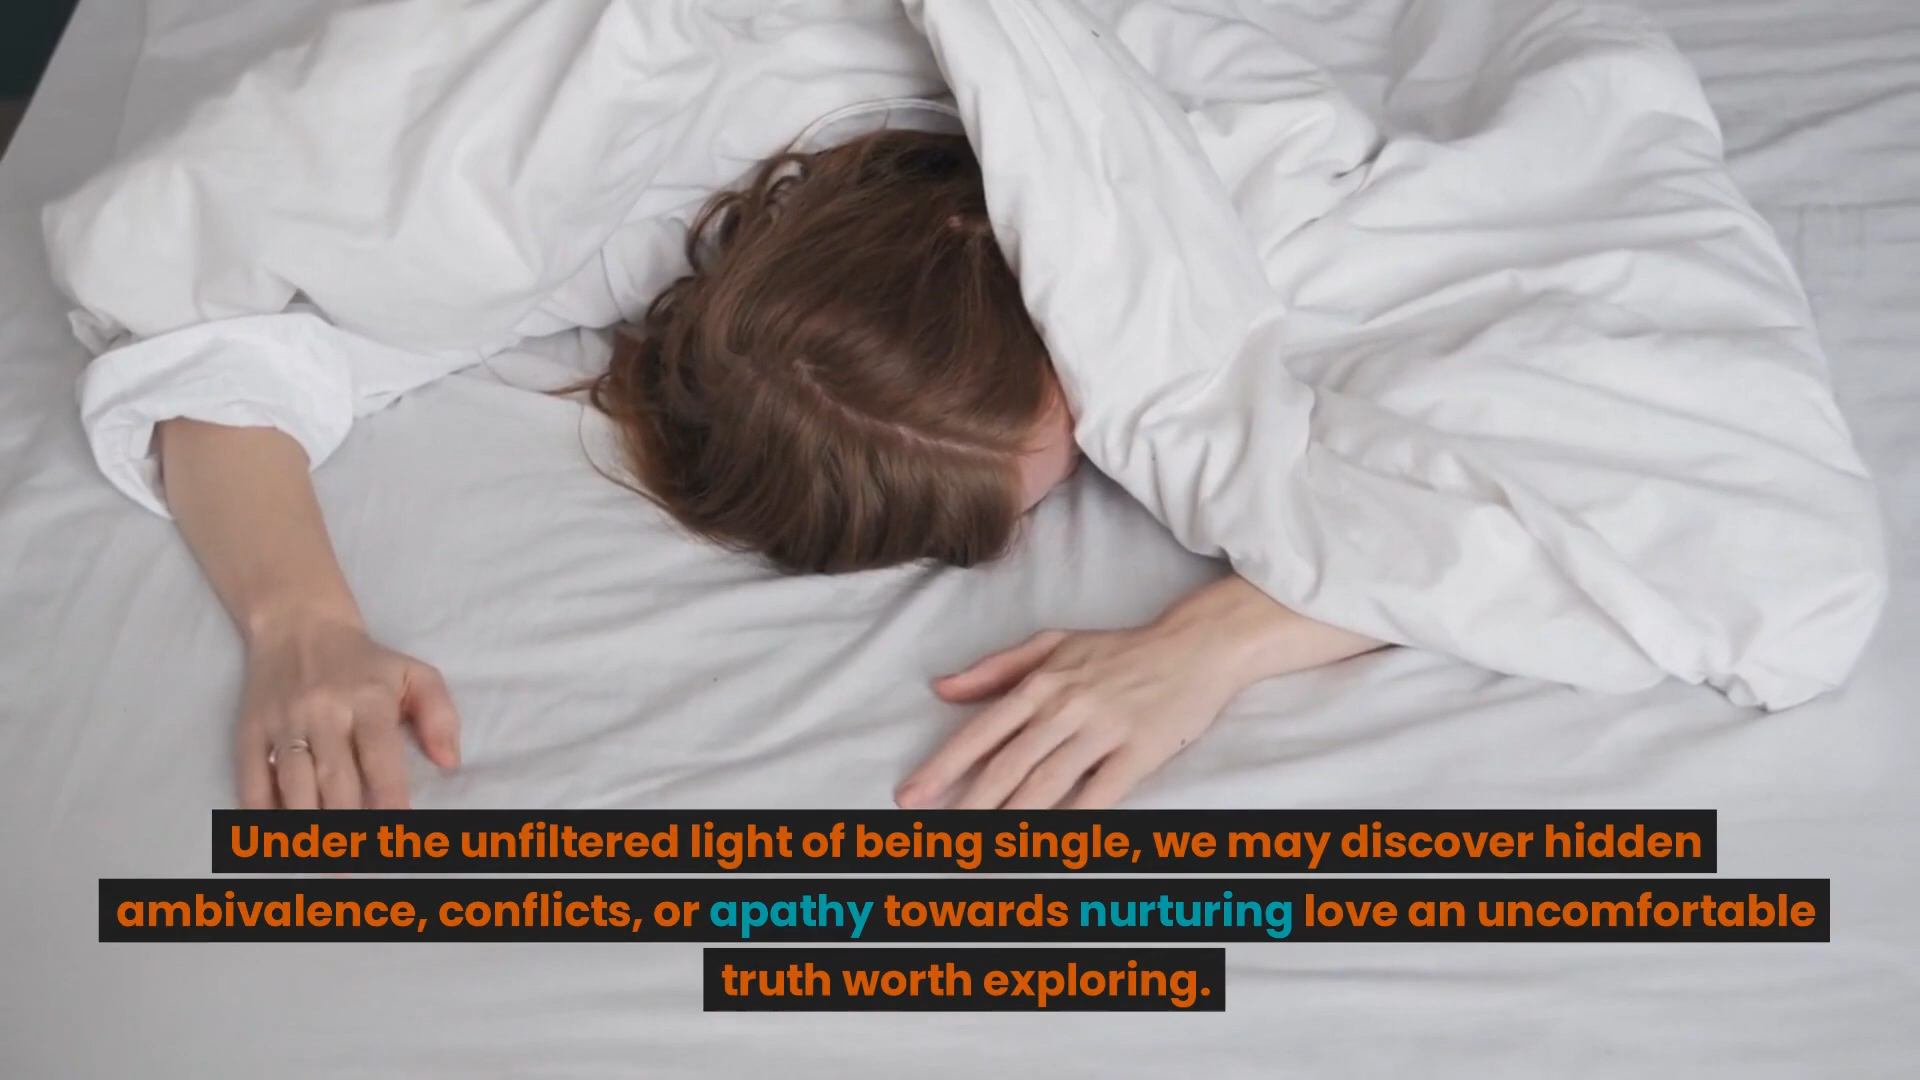 Under the unfiltered light of being single, we may discover hidden
ambivalence, conflicts, or apathy towards nurturing love an uncomfortable
truth worth exploring.